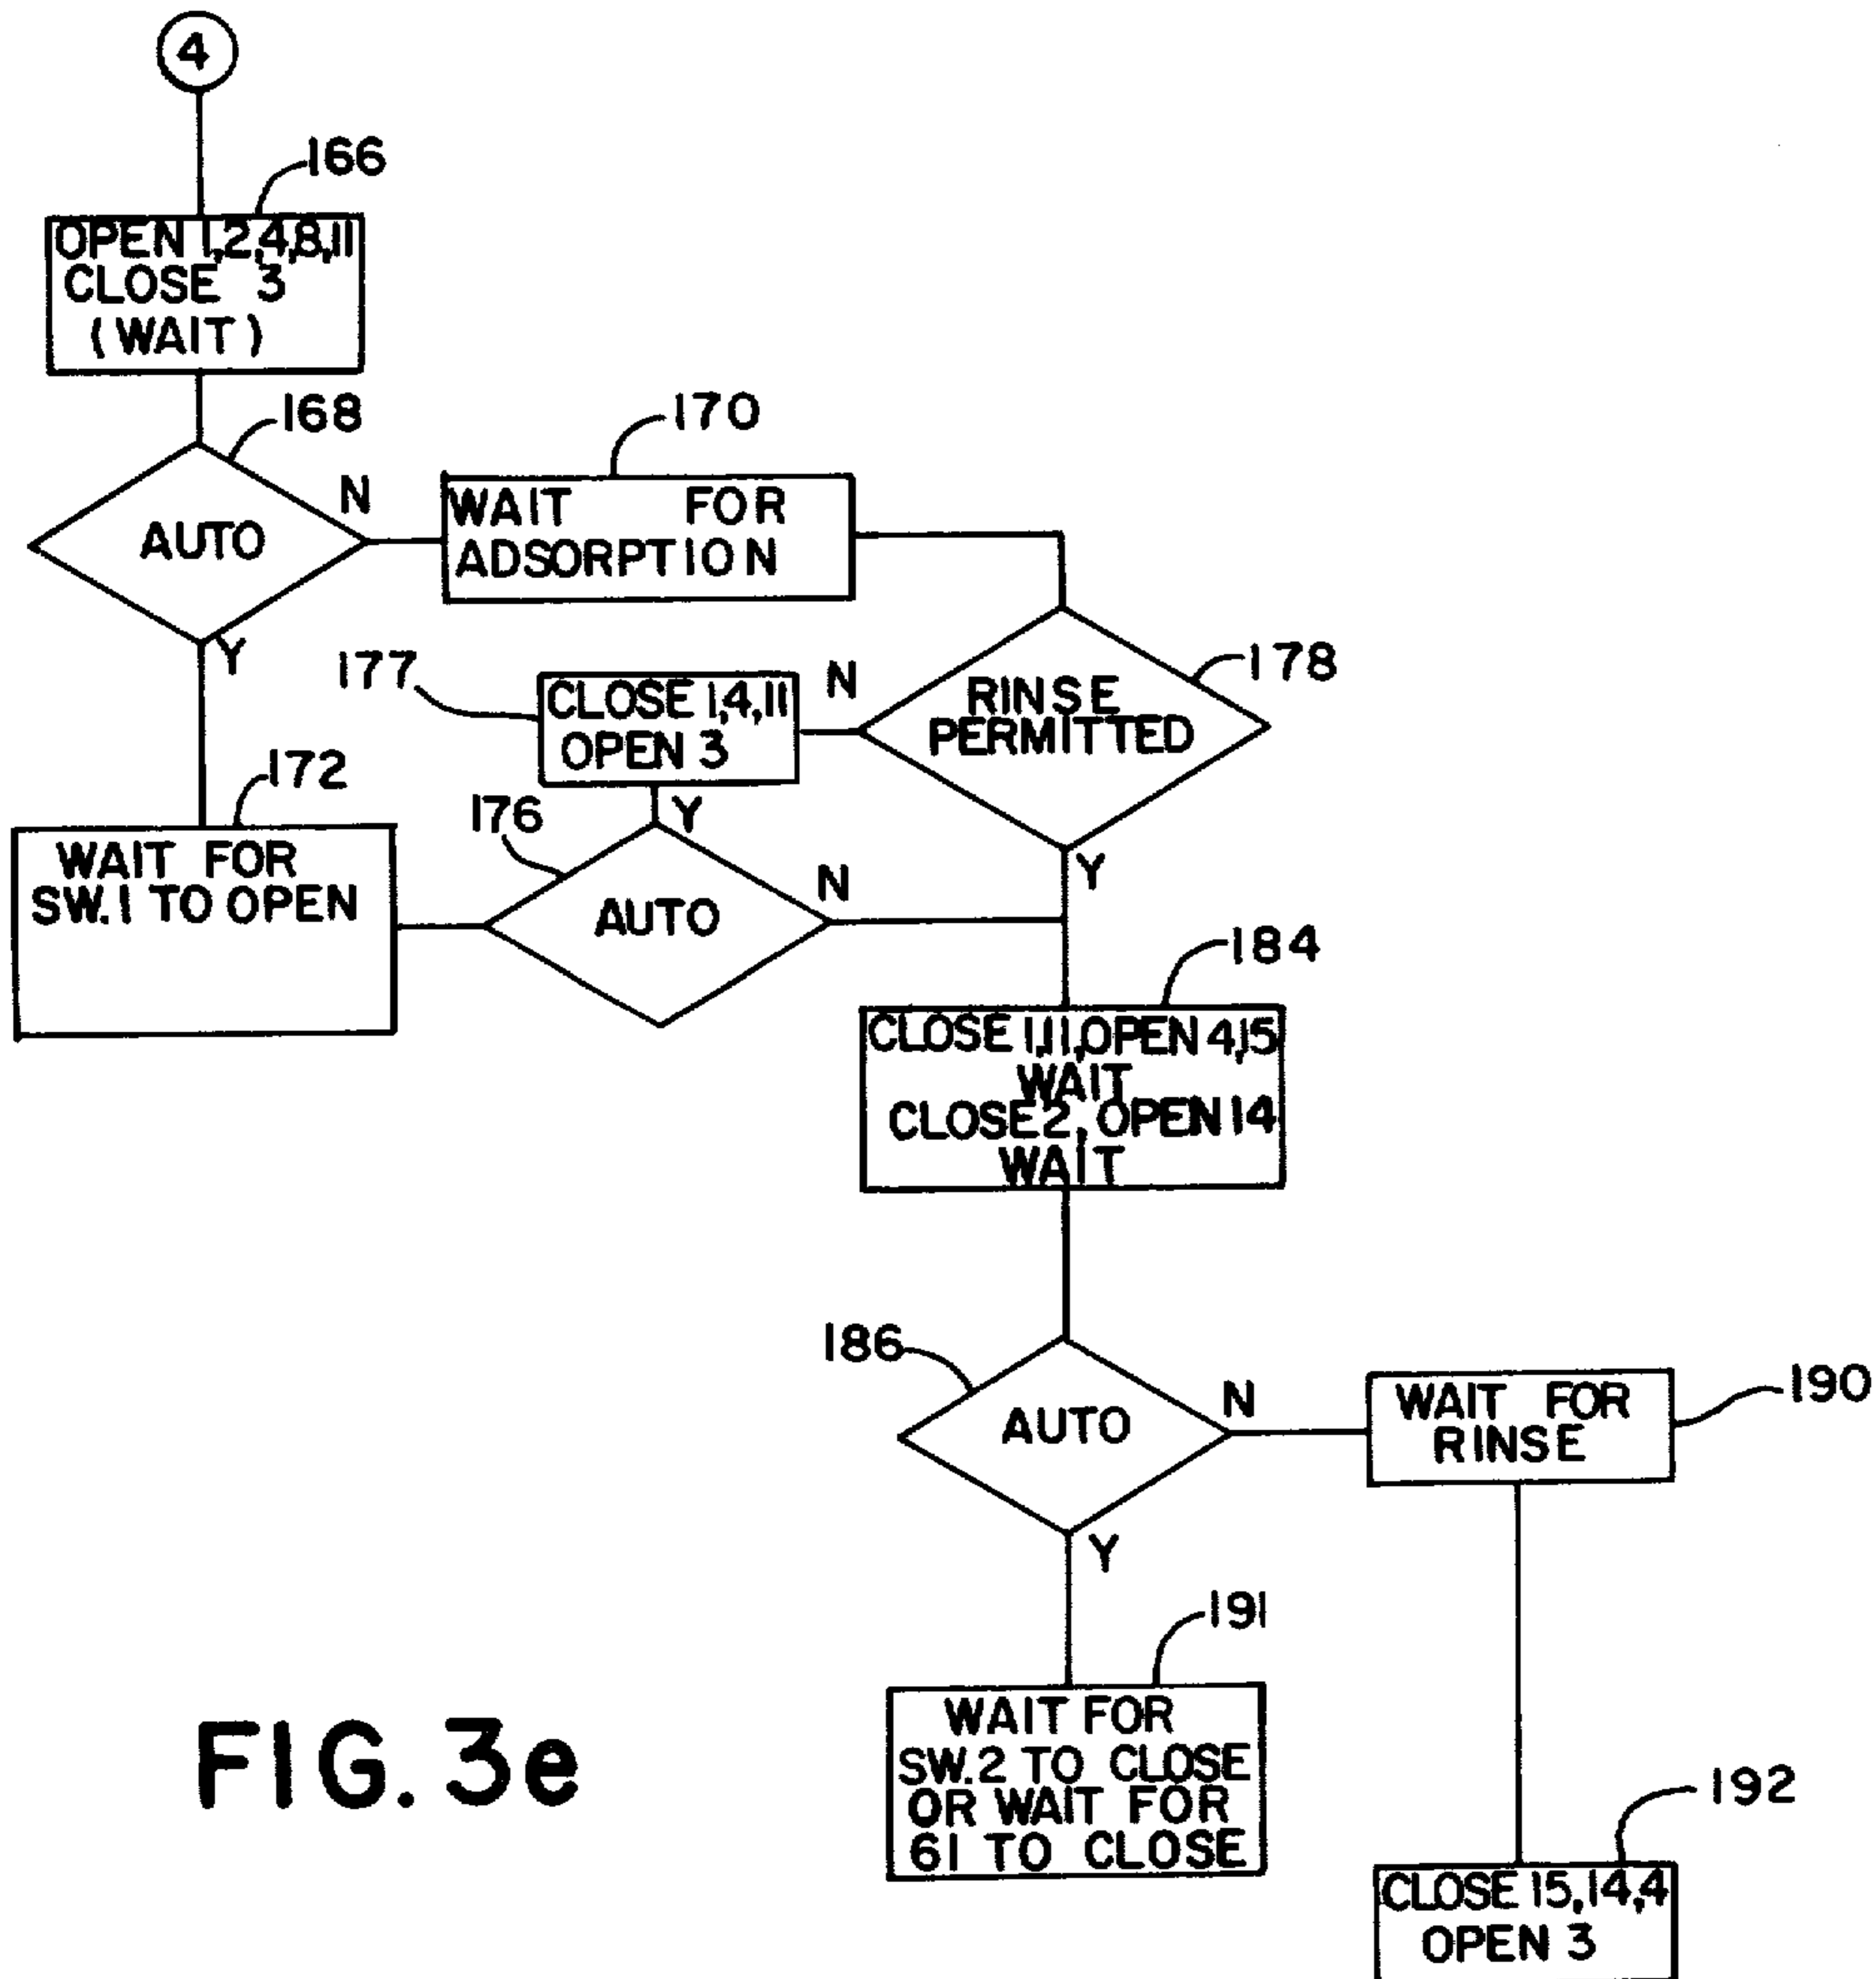 4
166
OPEN 1,2,4,8,11
CLOSE 3
(WAIT)
168
AUTO
N
Y
170
WAIT FOR
ADSORPTION
177
CLOSE 1,4,11
OPEN 3
N
178
RINSE
PERMITTED
Y
172
WAIT FOR
SW.1 TO OPEN
176
Y
AUTO
N
184
CLOSE 1,11,OPEN 4,15
WAIT
CLOSE 2, OPEN 14
WAIT
186
AUTO
N
Y
190
WAIT FOR
RINSE
191
WAIT FOR
SW.2 TO CLOSE
OR WAIT FOR
61 TO CLOSE
192
CLOSE 15,14,4
OPEN 3
FIG. 3e